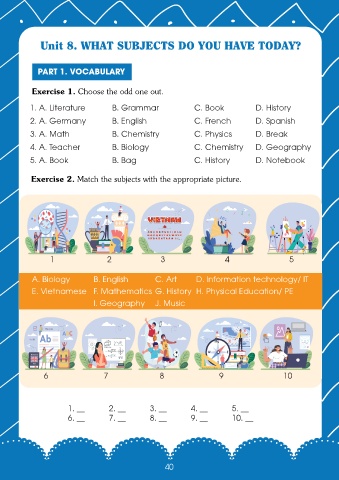 Unit 8. WHAT SUBJECTS DO YOU HAVE TODAY?
PART 1. VOCABULARY
Exercise 1. Choose the odd one out.
1. A. Literature B. Grammar C. Book D. History
2. A. Germany B. English C. French D. Spanish
3. A. Math B. Chemistry C. Physics D. Break
4. A. Teacher B. Biology C. Chemistry D. Geography
5. A. Book B. Bag C. History D. Notebook
Exercise 2. Match the subjects with the appropriate picture.
VIETNAM
1 2 3 4 5
A. Biology B. English C. Art D. Information technology/ IT
E. Vietnamese F. Mathematics G. History H. Physical Education/ PE
I. Geography J. Music
Ab
6 7 8 9 10
1. __ 2. __ 3. __ 4. __ 5. __
6. __ 7. __ 8. __ 9. __ 10. __
40